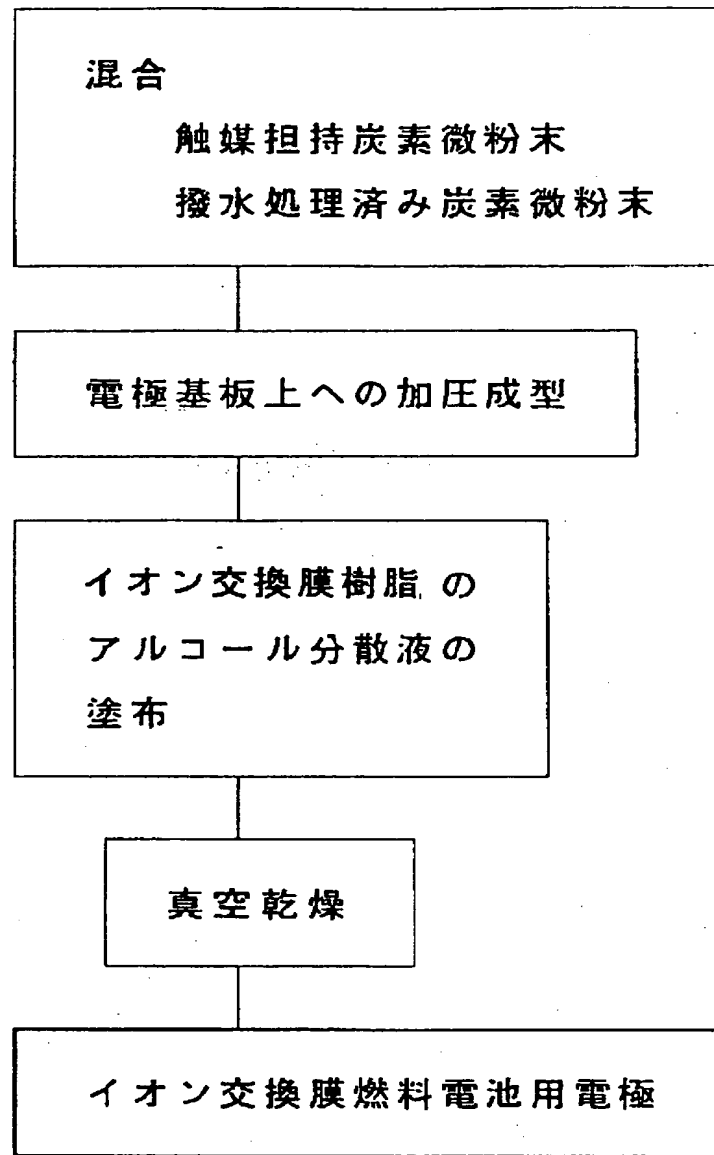 混合
触媒担持炭素微粉末
撥水処理済み炭素微粉末
電極基板上への加圧成型
イオン交換膜樹脂の
アルコール分散液の
塗布
真空乾燥
イオン交換膜燃料電池用電極